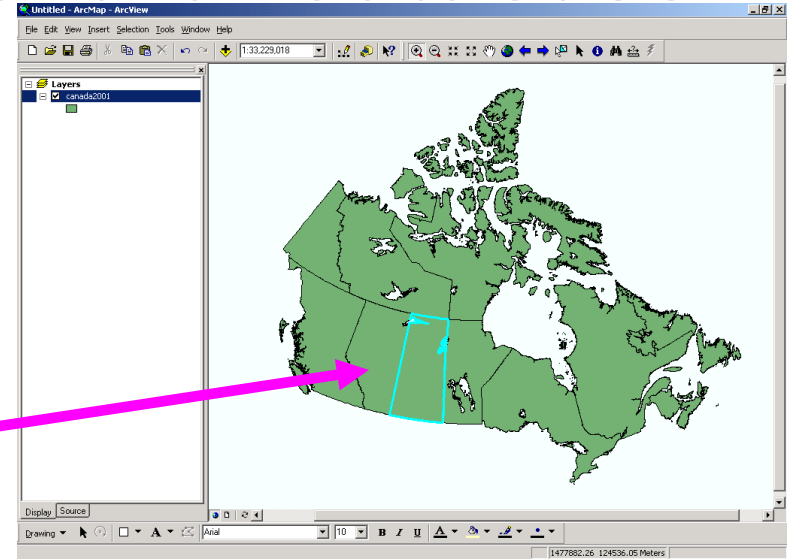 Untitled - ArcMap - ArcView
File Edit View Insert Selection Tools Window Help
1:33,229,018
Layers
canada2001
Display Source
Drawing A Arial 10 B I U A
1477882.26 124536.05 Meters